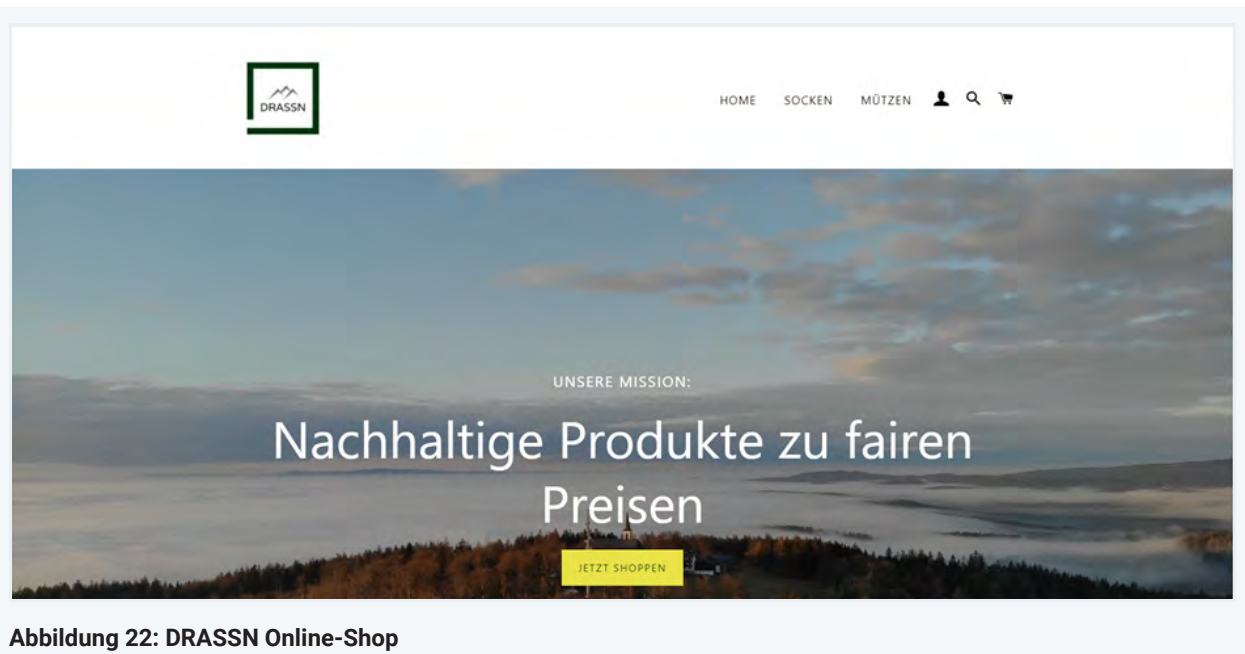 DRASSN
HOME SOCKEN MÜTZEN
UNSERE MISSION:
Nachhaltige Produkte zu fairen
Preisen
JETZT SHOPPEN
Abbildung 22: DRASSN Online-Shop